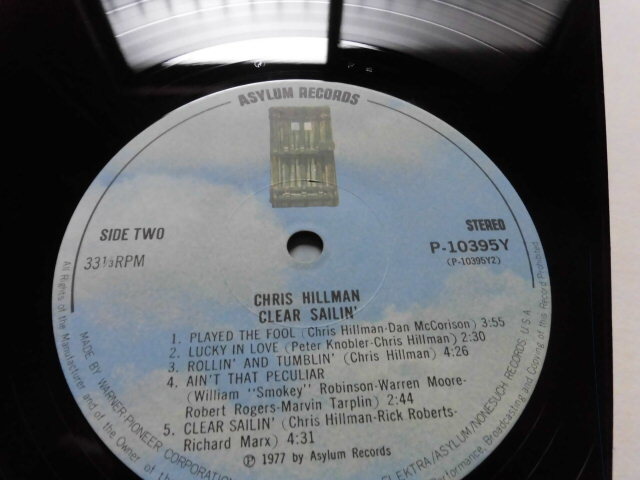 ASYLUM RECORDS
SIDE TWO
33⅓RPM
STEREO
P-10395Y
(P-10395Y2)
CHRIS HILLMAN
CLEAR SAILIN'
1. PLAYED THE FOOL (Chris Hillman-Dan McCorison) 3:55
2. LUCKY IN LOVE (Peter Knobler-Chris Hillman) 2:30
3. ROLLIN' AND TUMBLIN' (Chris Hillman) 4:26
4. AIN'T THAT PECULIAR
(William "Smokey" Robinson-Warren Moore-
Robert Rogers-Marvin Tarplin) 2:44
5. CLEAR SAILIN' (Chris Hillman-Rick Roberts-
Richard Marx) 4:31
Ⓟ 1977 by Asylum Records
All Rights of the Manufacturer and of the Owner of
MADE BY WARNER-PIONEER CORPORATION
ELEKTRA/ASYLUM/NONESUCH RECORDS, U.S.A.
Performance, Broadcasting and Copying of this Record Prohibited